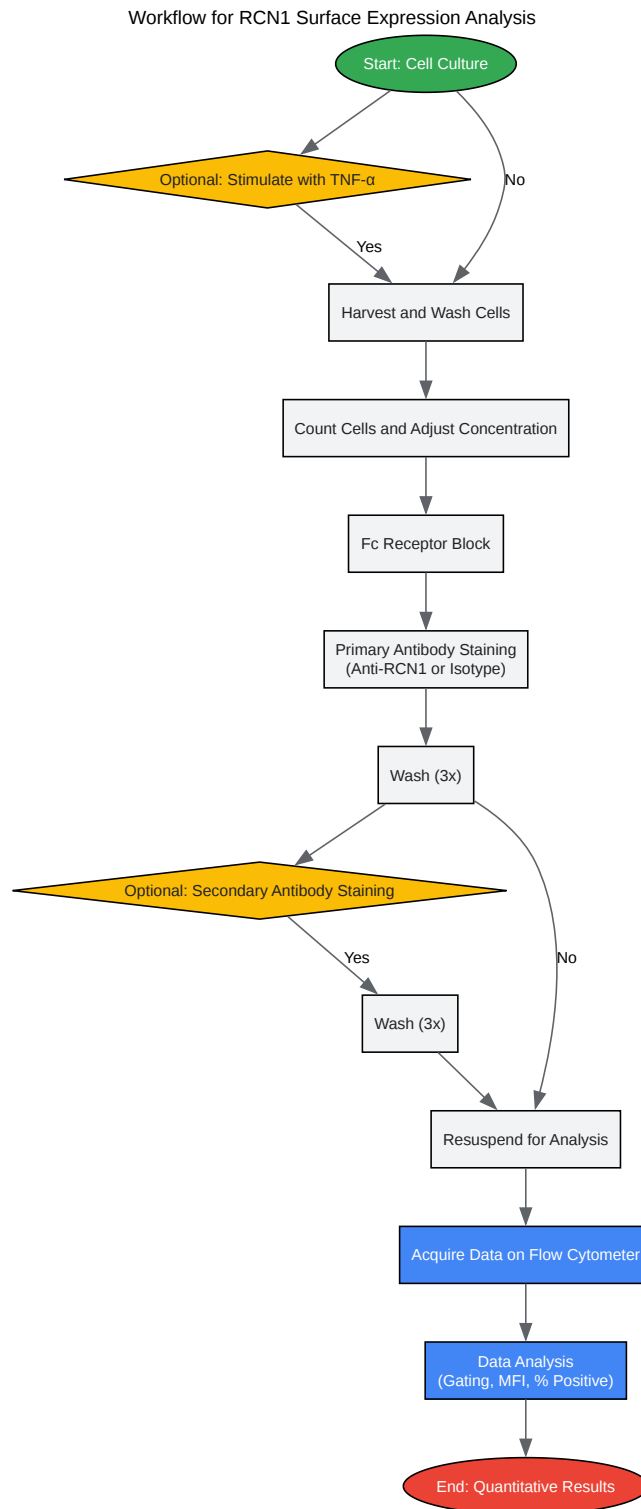 Workflow for RCN1 Surface Expression Analysis
Start: Cell Culture
Optional: Stimulate with TNF-α
No
Yes
Harvest and Wash Cells
Count Cells and Adjust Concentration
Fc Receptor Block
Primary Antibody Staining
(Anti-RCN1 or Isotype)
Wash (3x)
Optional: Secondary Antibody Staining
Yes
No
Wash (3x)
Resuspend for Analysis
Acquire Data on Flow Cytometer
Data Analysis
(Gating, MFI, % Positive)
End: Quantitative Results